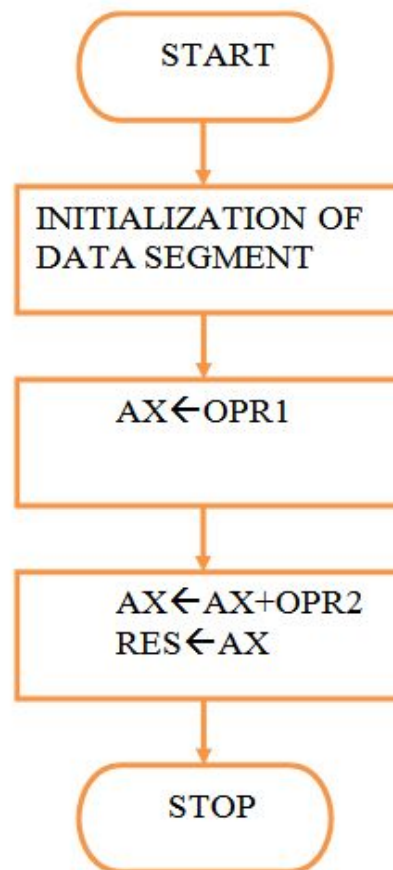 START
INITIALIZATION OF
DATA SEGMENT
AX←OPR1
AX←AX+OPR2
RES←AX
STOP